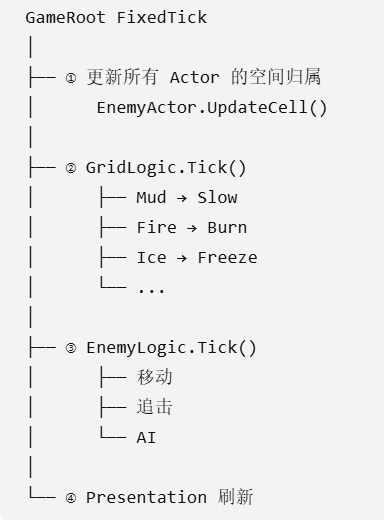 GameRoot FixedTick
│
├── ① 更新所有 Actor 的空间归属
│      EnemyActor.UpdateCell()
│
├── ② GridLogic.Tick()
│      ├── Mud → Slow
│      ├── Fire → Burn
│      ├── Ice → Freeze
│      └── ...
│
├── ③ EnemyLogic.Tick()
│      ├── 移动
│      ├── 追击
│      └── AI
│
└── ④ Presentation 刷新